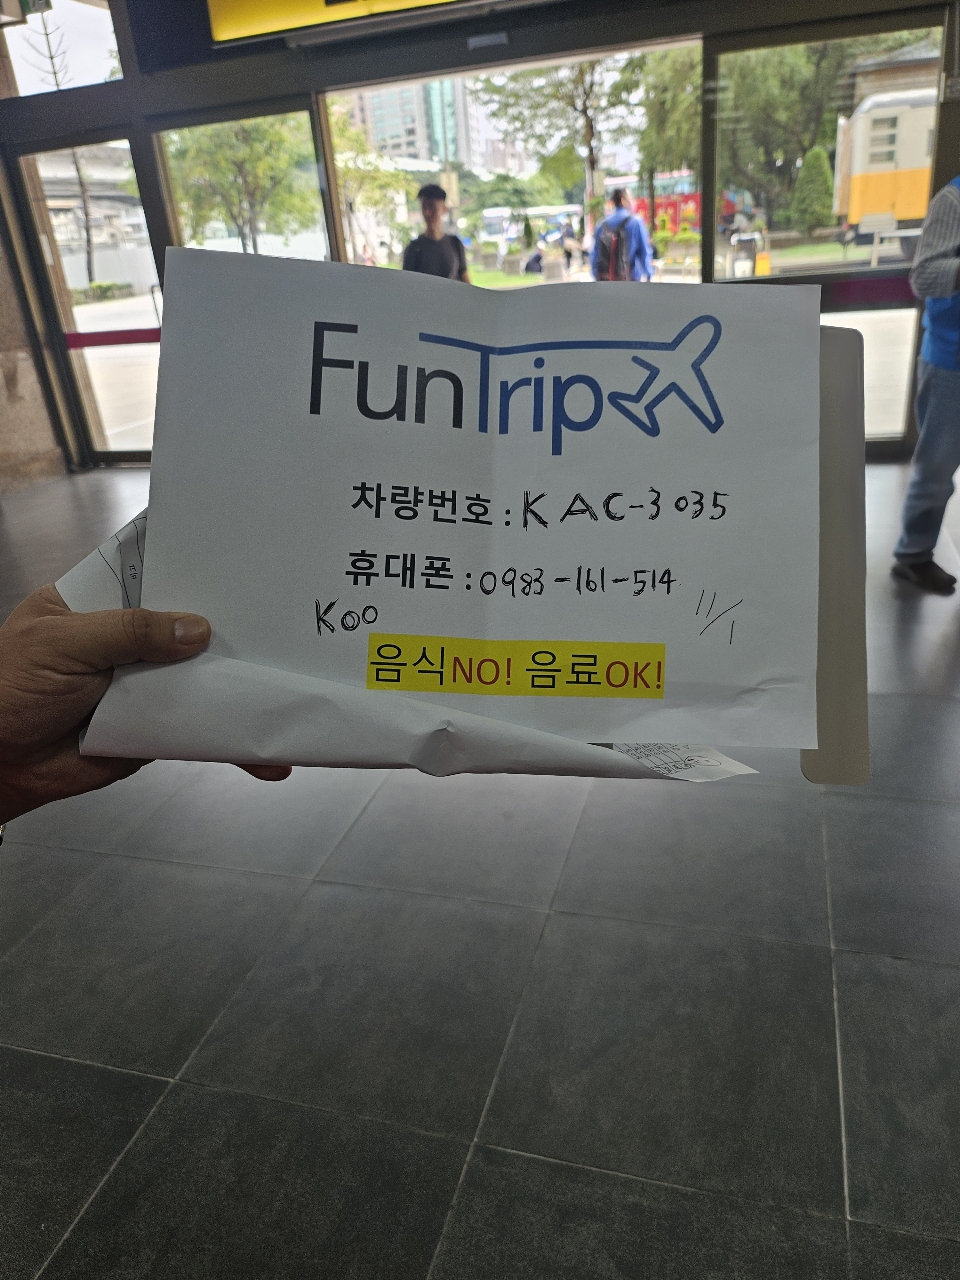 FunTrip
차량번호 : KAC-3035
휴대폰 : 0983-161-514
11/1
Koo
음식NO! 음료OK!